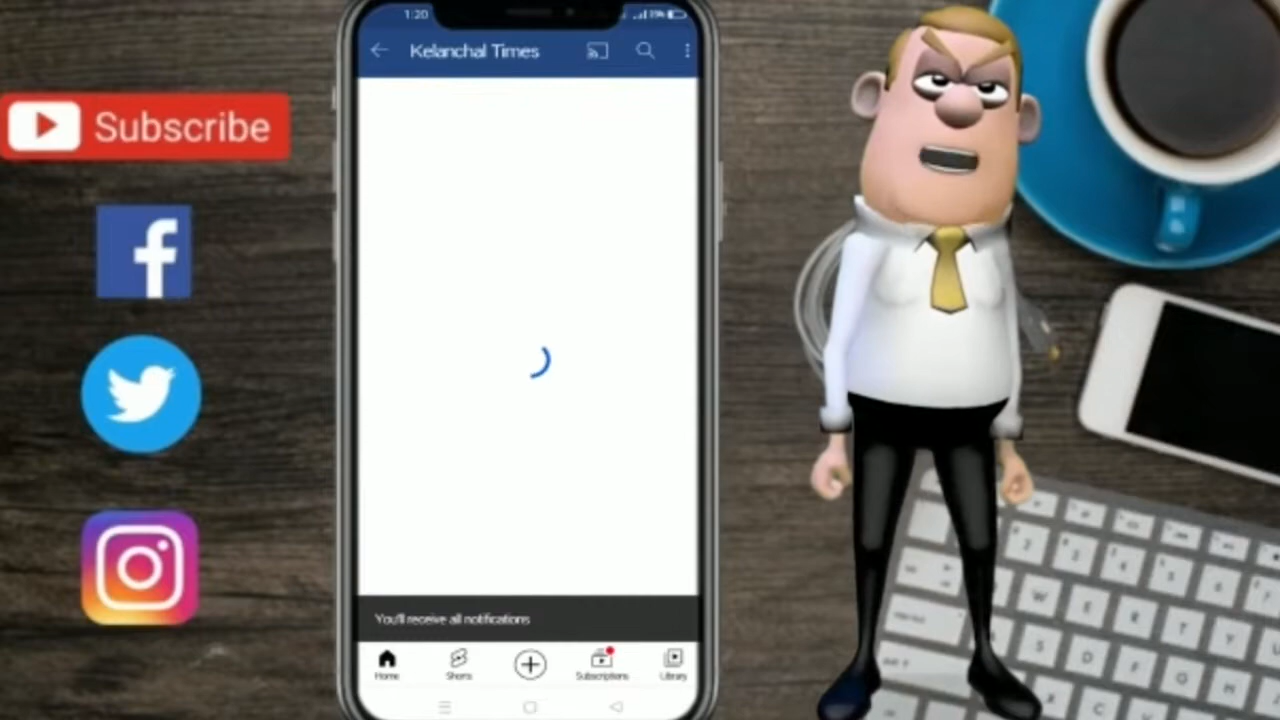 1:20
Kelanchal Times
Subscribe
You'll receive all notifications
Home
Shorts
Subscriptions
Library
W E R T Y
S D F G H
X C V B